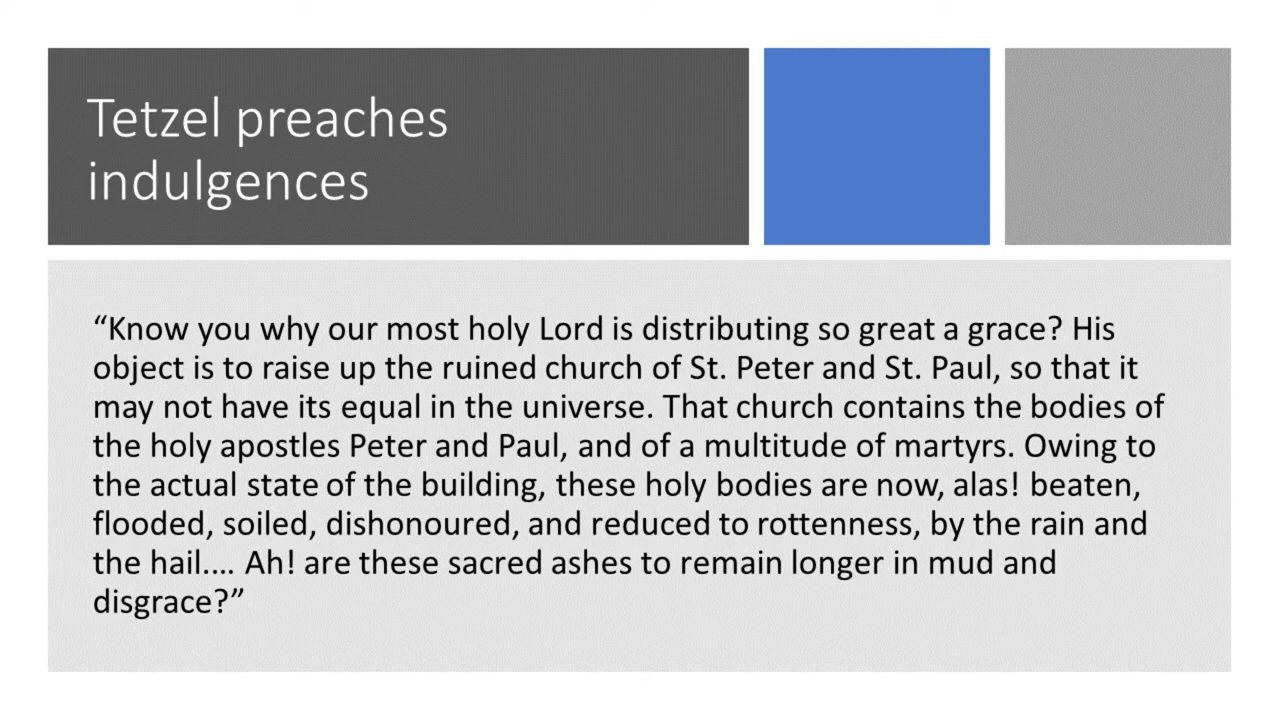 Tetzel preaches
indulgences
“Know you why our most holy Lord is distributing so great a grace? His
object is to raise up the ruined church of St. Peter and St. Paul, so that it
may not have its equal in the universe. That church contains the bodies of
the holy apostles Peter and Paul, and of a multitude of martyrs. Owing to
the actual state of the building, these holy bodies are now, alas! beaten,
flooded, soiled, dishonoured, and reduced to rottenness, by the rain and
the hail.... Ah! are these sacred ashes to remain longer in mud and
disgrace?”